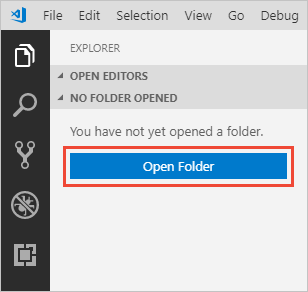 File Edit Selection View Go Debug
EXPLORER
OPEN EDITORS
NO FOLDER OPENED
You have not yet opened a folder.
Open Folder